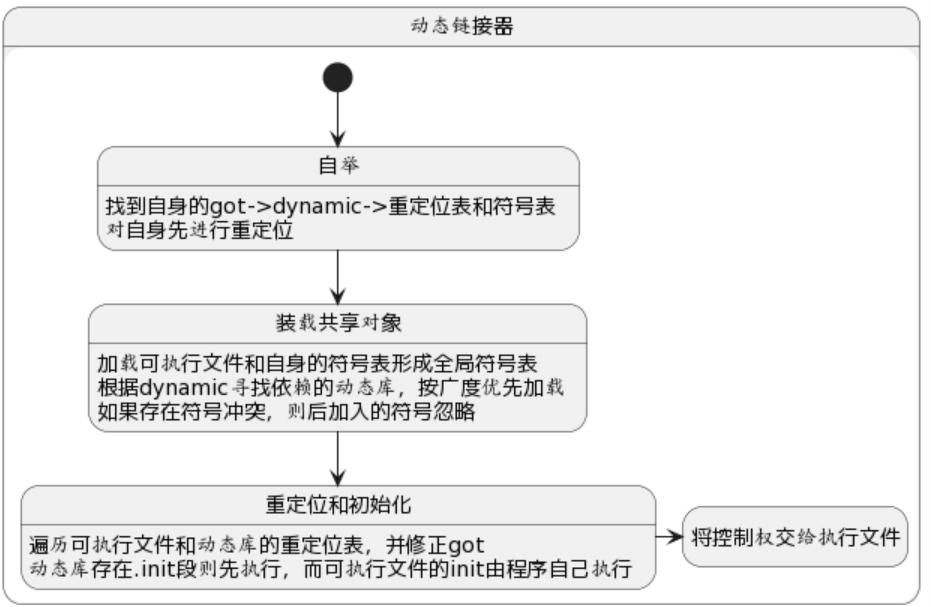 动态链接器
自举
找到自身的got->dynamic->重定位表和符号表
对自身先进行重定位
装载共享对象
加载可执行文件和自身的符号表形成全局符号表
根据dynamic寻找依赖的动态库，按广度优先加载
如果存在符号冲突，则后加入的符号忽略
重定位和初始化
遍历可执行文件和动态库的重定位表，并修正got
动态库存在.init段则先执行，而可执行文件的init由程序自己执行
将控制权交给执行文件